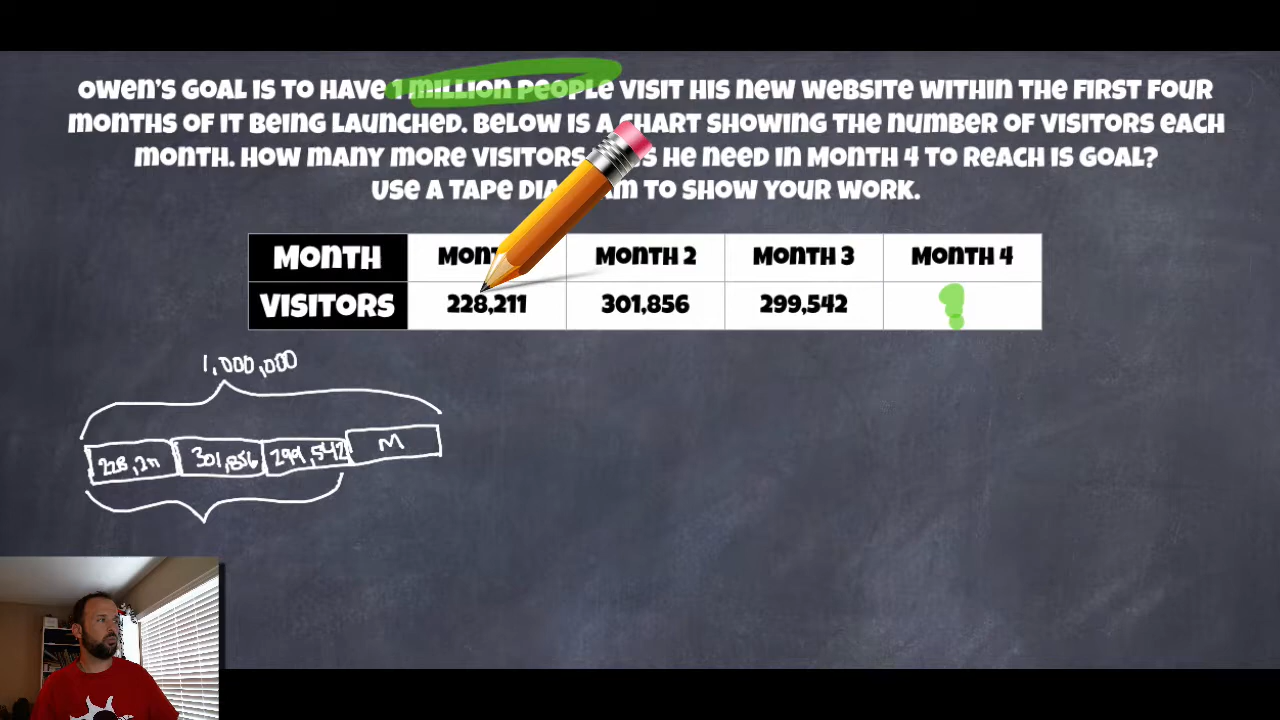 Owen's goal is to have 1 million people visit his new website within the first four
months of it being launched. Below is a chart showing the number of visitors each
month. How many more visitors he need in Month 4 to reach is goal?
Use a tape to show your work.
Month Month 2 Month 3 Month 4
Visitors 228,211 301,856 299,542
1,000,000
228,211 301,856 299,542 M